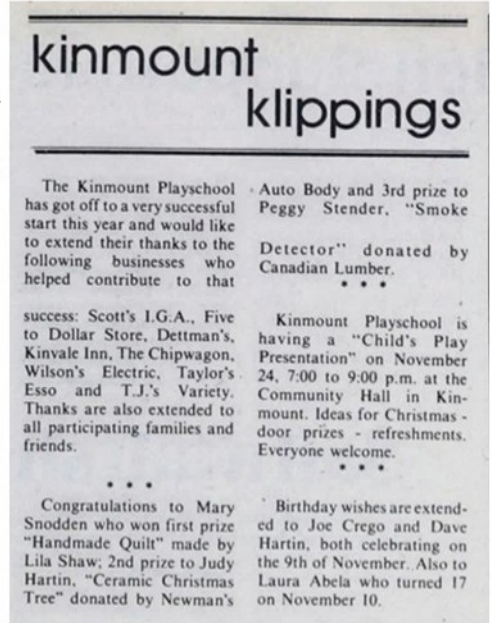 kinmount
klippings
The Kinmount Playschool
has got off to a very successful
start this year and would like
to extend their thanks to the
following businesses who
helped contribute to that
success: Scott's I.G.A., Five
to Dollar Store, Dettman's,
Kinvale Inn, The Chipwagon,
Wilson's Electric, Taylor's
Esso and T.J.'s Variety.
Thanks are also extended to
all participating families and
friends.
• • •
Congratulations to Mary
Snodden who won first prize
"Handmade Quilt" made by
Lila Shaw; 2nd prize to Judy
Hartin, "Ceramic Christmas
Tree" donated by Newman's
Auto Body and 3rd prize to
Peggy Stender, "Smoke
Detector" donated by
Canadian Lumber.
• • •
Kinmount Playschool is
having a "Child's Play
Presentation" on November
24, 7:00 to 9:00 p.m. at the
Community Hall in Kin-
mount. Ideas for Christmas -
door prizes - refreshments.
Everyone welcome.
• • •
Birthday wishes are extend-
ed to Joe Crego and Dave
Hartin, both celebrating on
the 9th of November. Also to
Laura Abela who turned 17
on November 10.